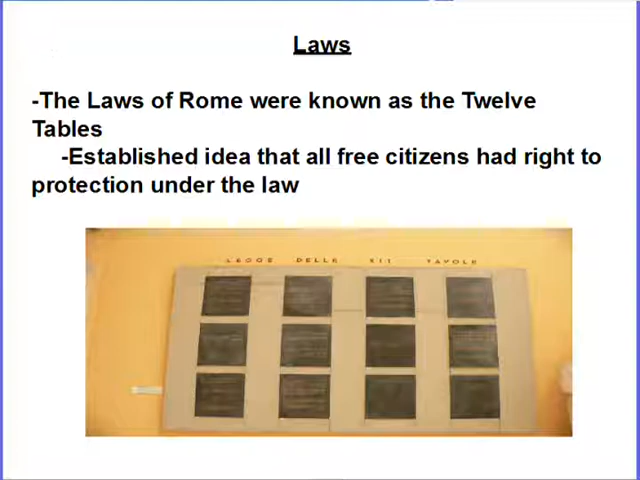 Laws
-The Laws of Rome were known as the Twelve
Tables
-Established idea that all free citizens had right to
protection under the law
LEGGE DELLE XII TAVOLE